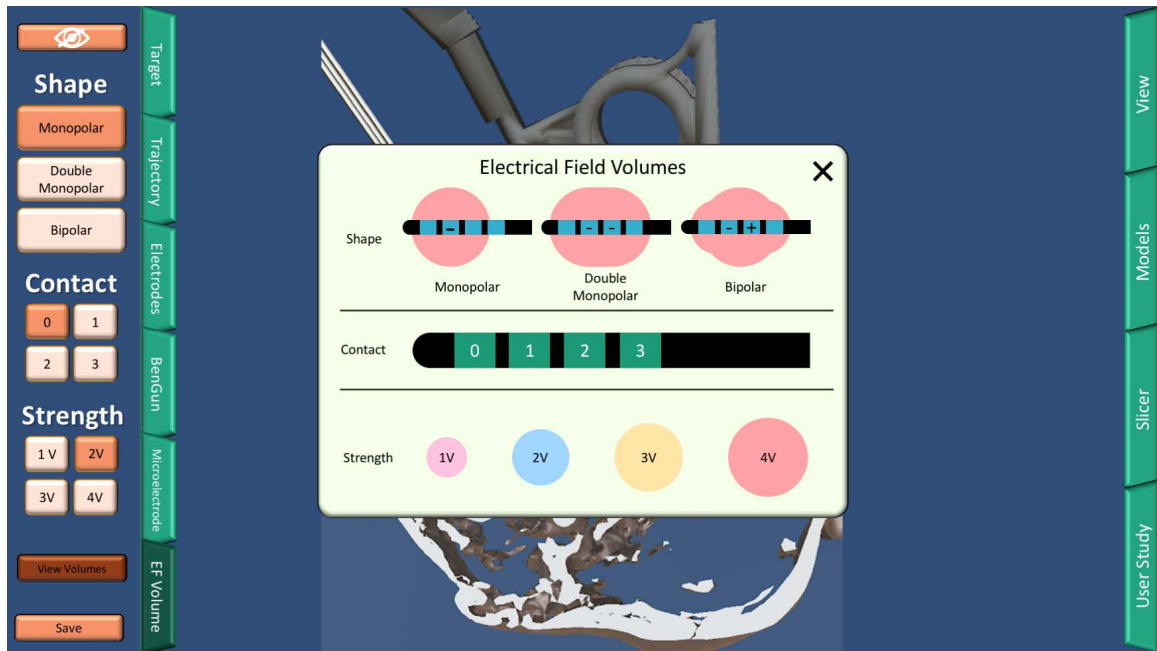 Shape
Monopolar
Double
Monopolar
Bipolar
Contact
0 1
2 3
Strength
1 V 2V
3V 4V
View Volumes
Save
Target
Trajectory
Electrodes
BenGun
Microelectrode
EF Volume
Electrical Field Volumes
Shape
- - - - +
Monopolar
Double
Monopolar
Bipolar
Contact
0 1 2 3
Strength
1V 2V 3V 4V
View
Models
Slicer
User Study